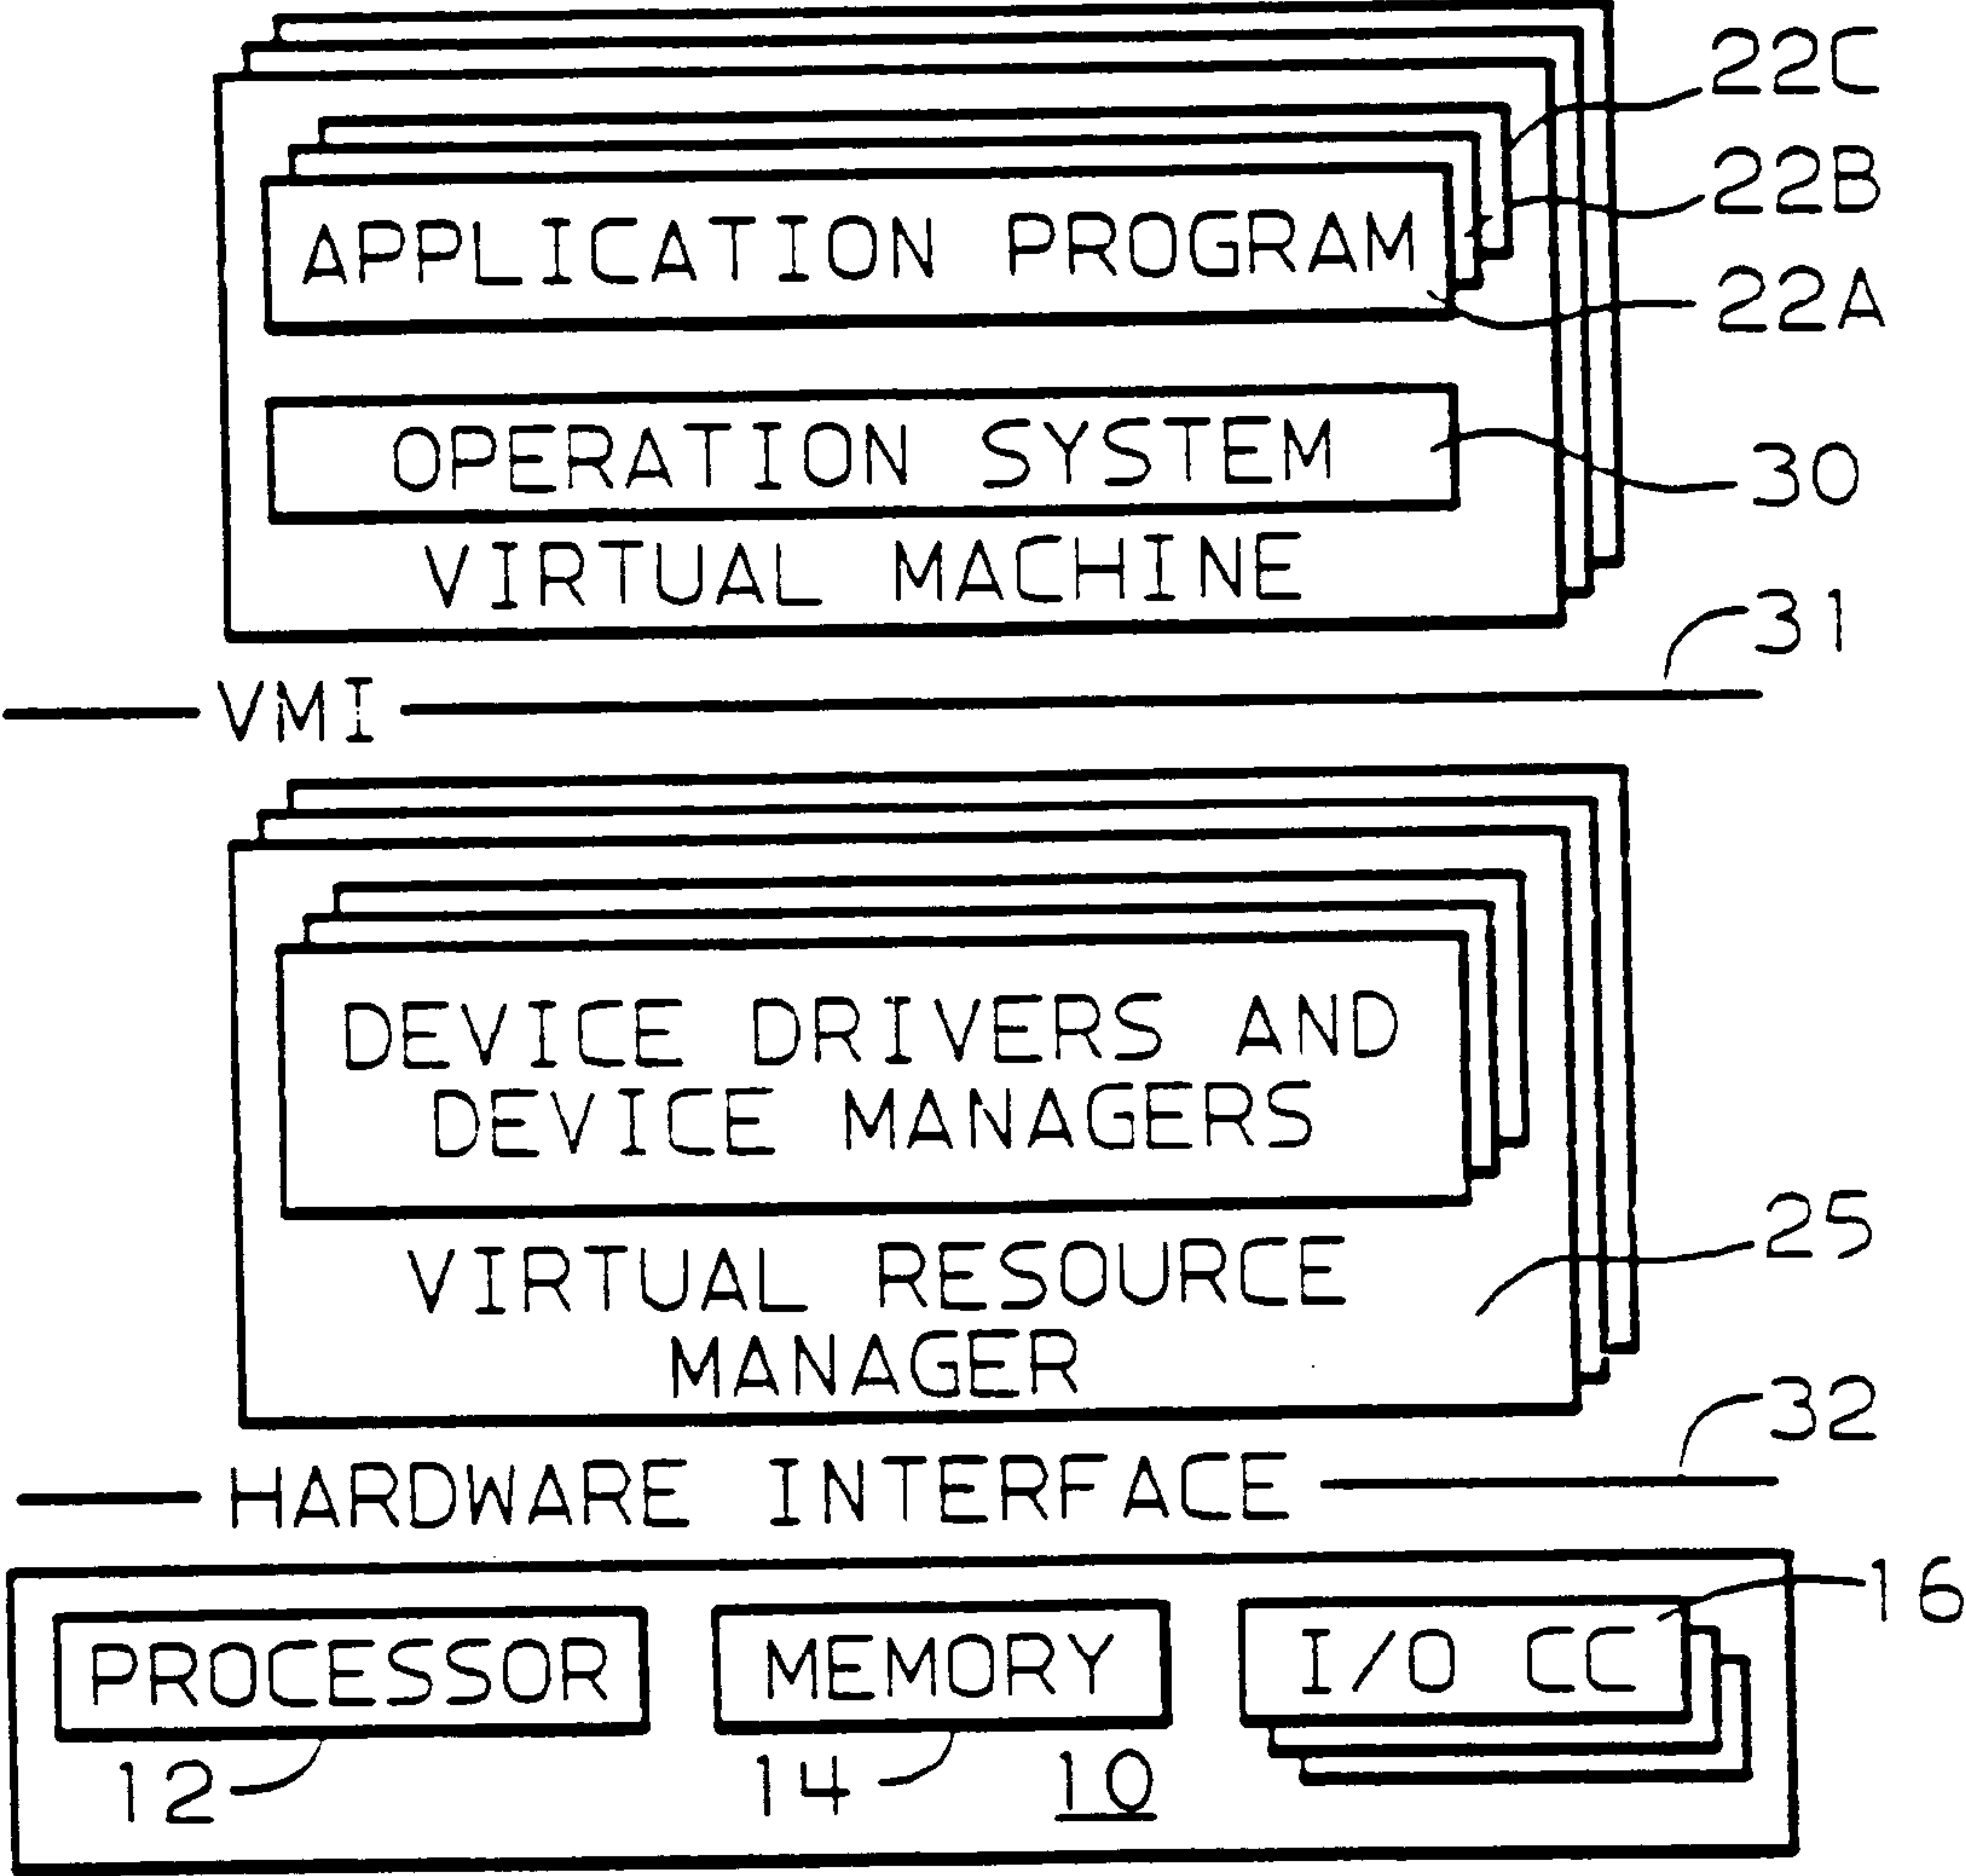 22C
22B
APPLICATION PROGRAM
22A
OPERATION SYSTEM
30
VIRTUAL MACHINE
31
VMI
DEVICE DRIVERS AND
DEVICE MANAGERS
25
VIRTUAL RESOURCE
MANAGER
32
HARDWARE INTERFACE
16
PROCESSOR MEMORY I/O CC
12 14 10